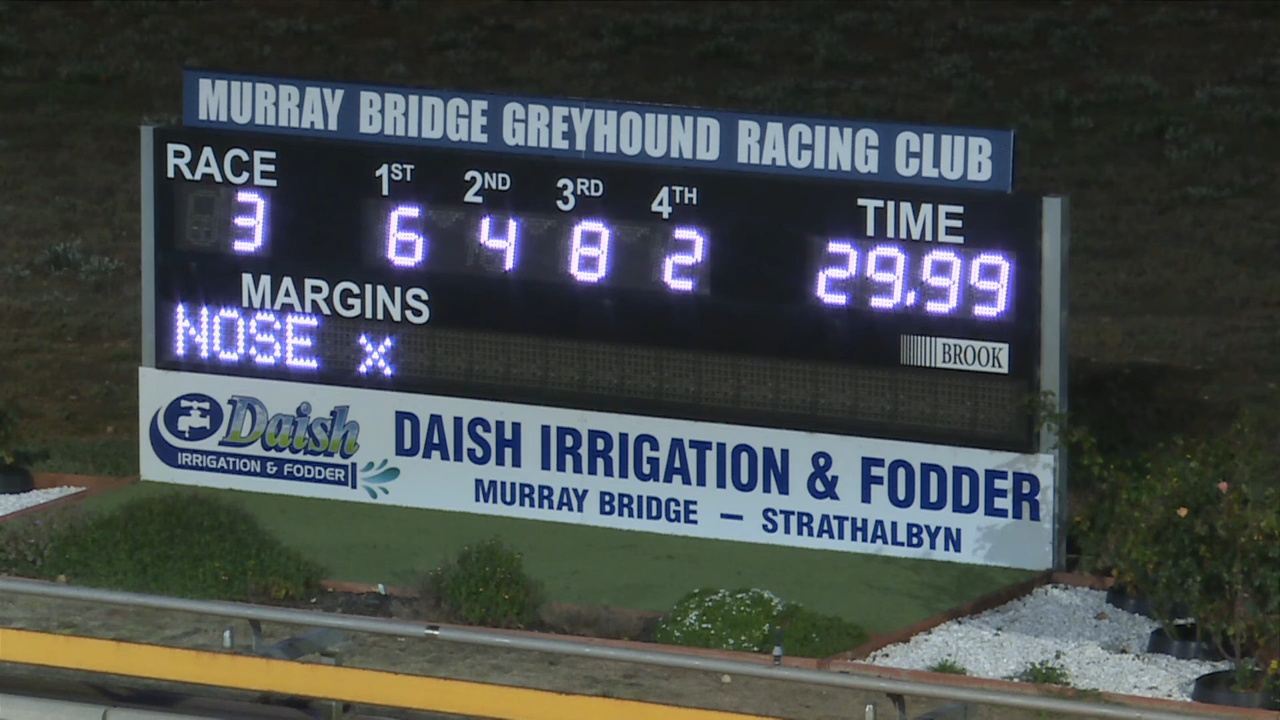 MURRAY BRIDGE GREYHOUND RACING CLUB
RACE 1ST 2ND 3RD 4TH TIME
3 6 4 8 2 29.99
MARGINS
NOSE x
BROOK
Daish
IRRIGATION & FODDER
DAISH IRRIGATION & FODDER
MURRAY BRIDGE – STRATHALBYN